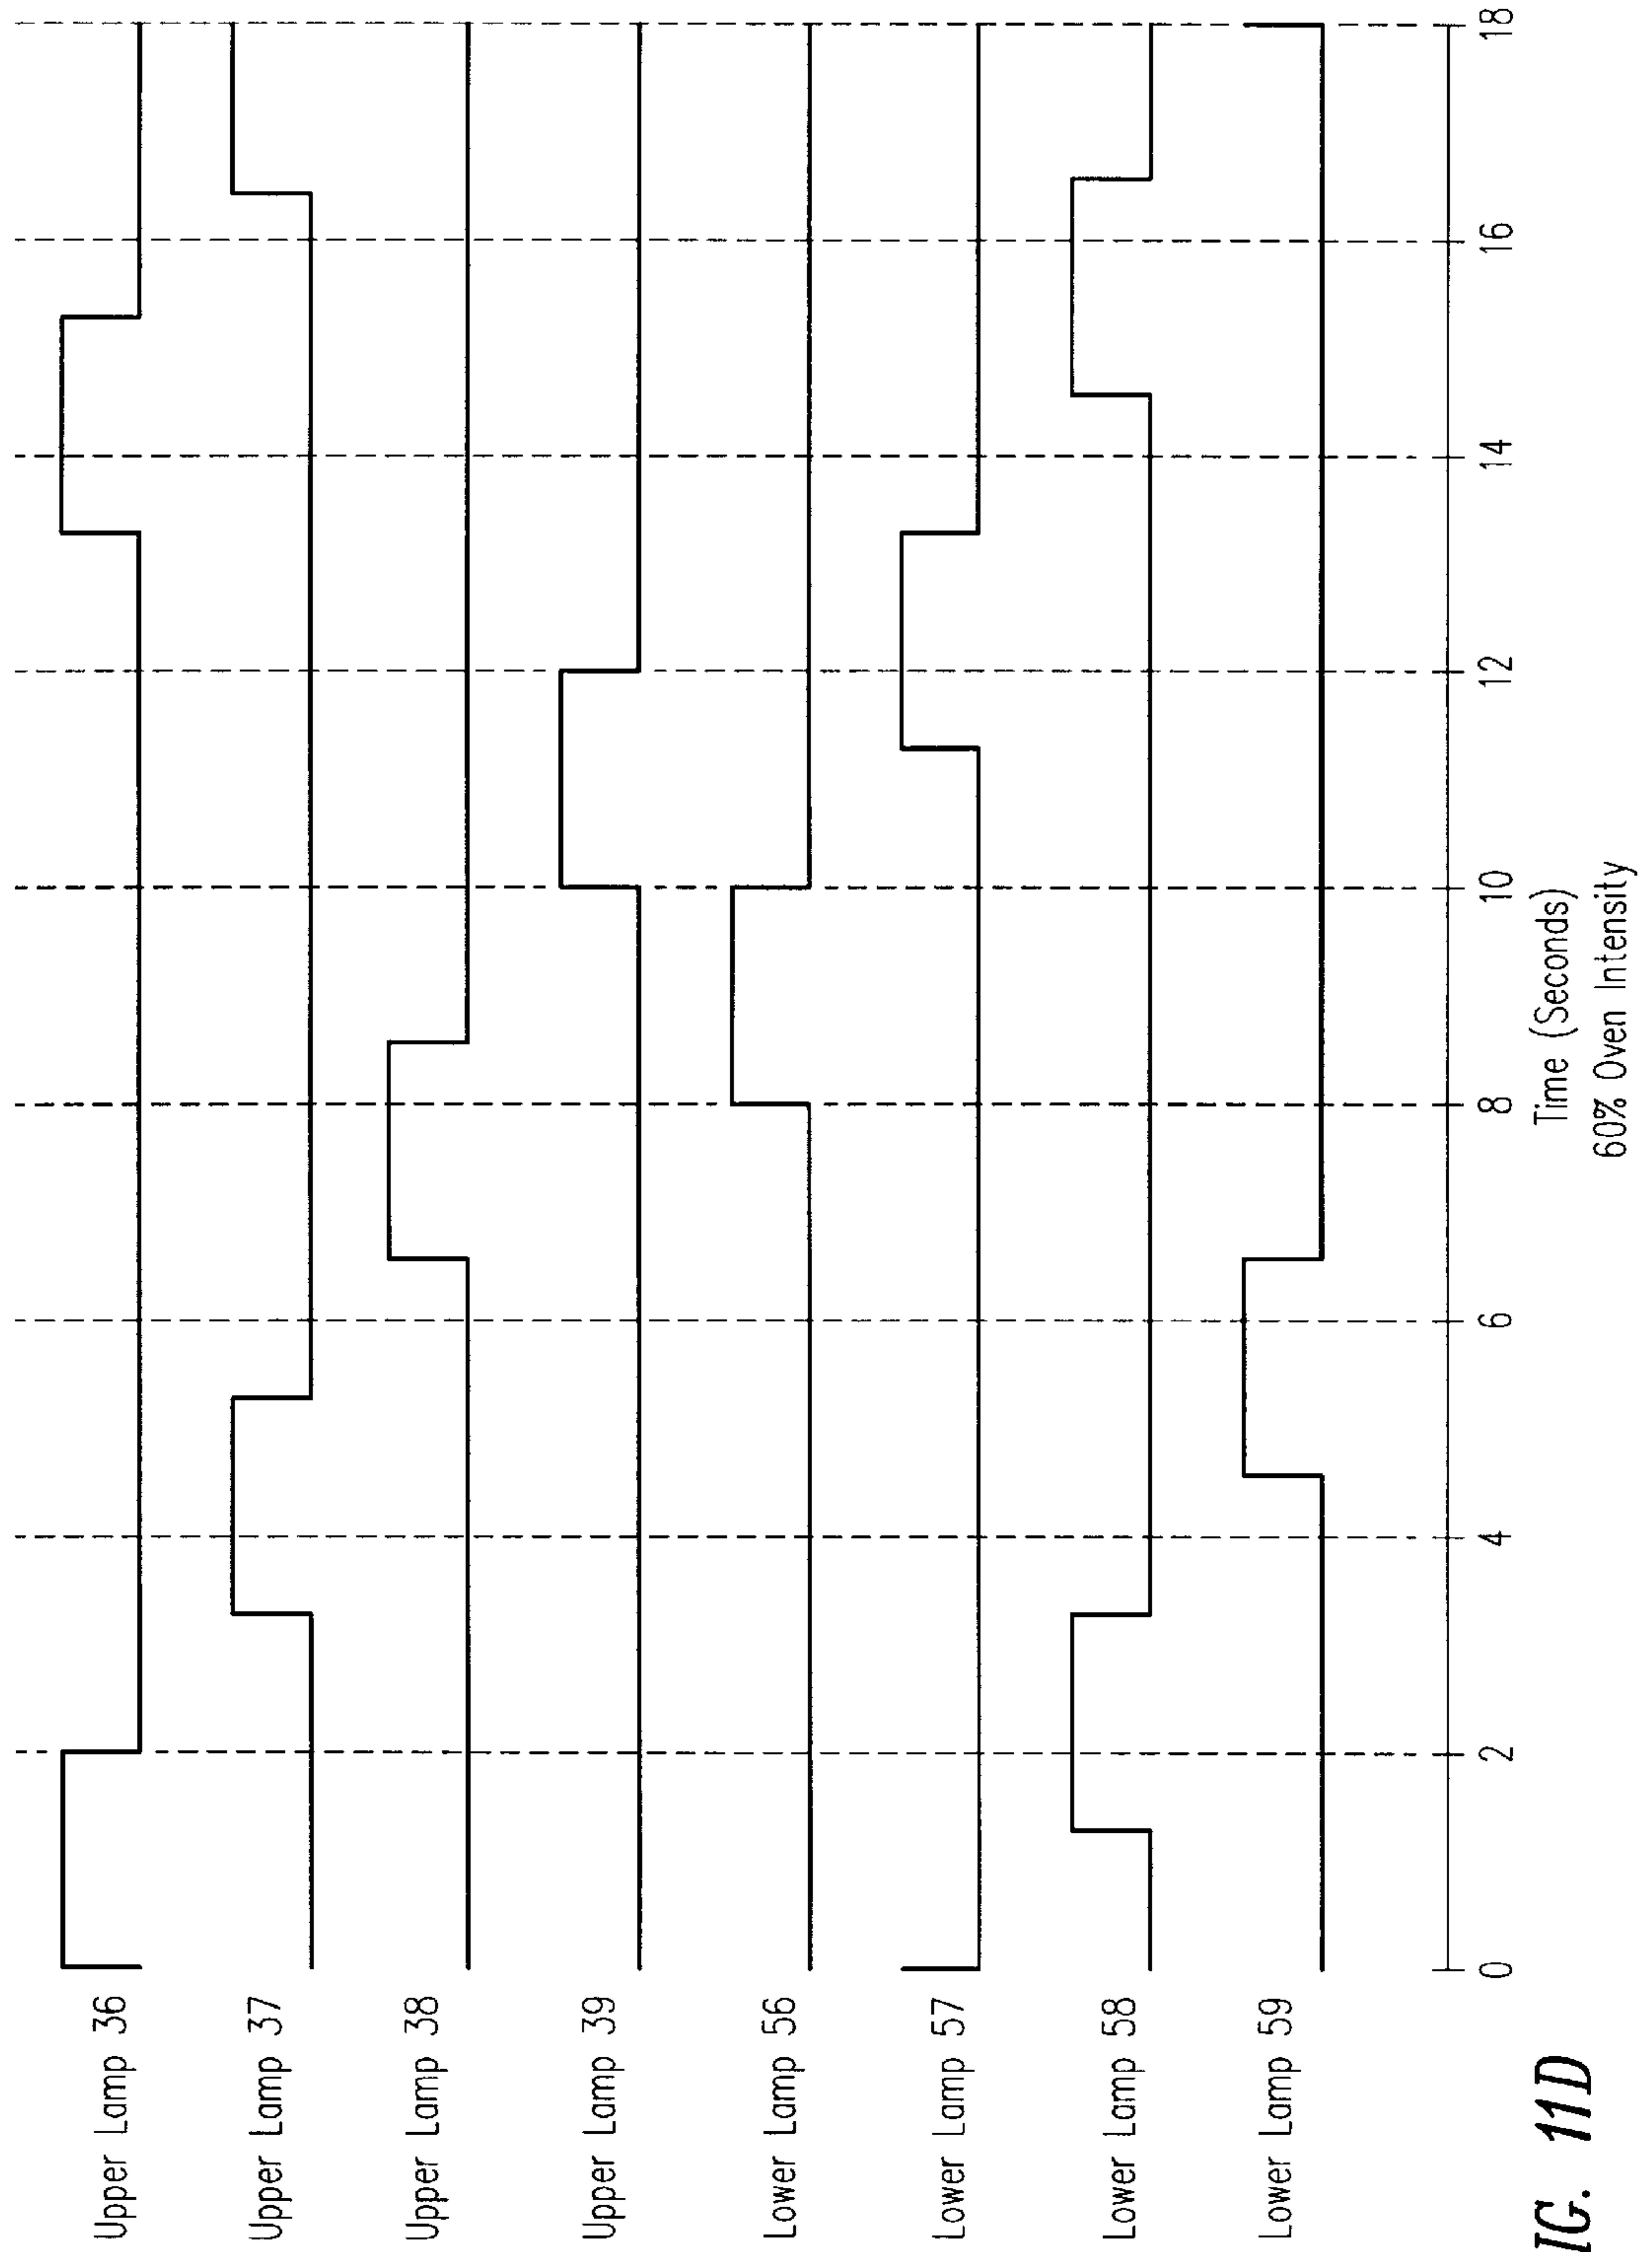 Upper Lamp 36
Upper Lamp 37
Upper Lamp 38
Upper Lamp 39
Lower Lamp 56
Lower Lamp 57
Lower Lamp 58
Lower Lamp 59
0 2 4 6 8 10 12 14 16 18
Time (Seconds)
60% Oven Intensity
IG. 11D